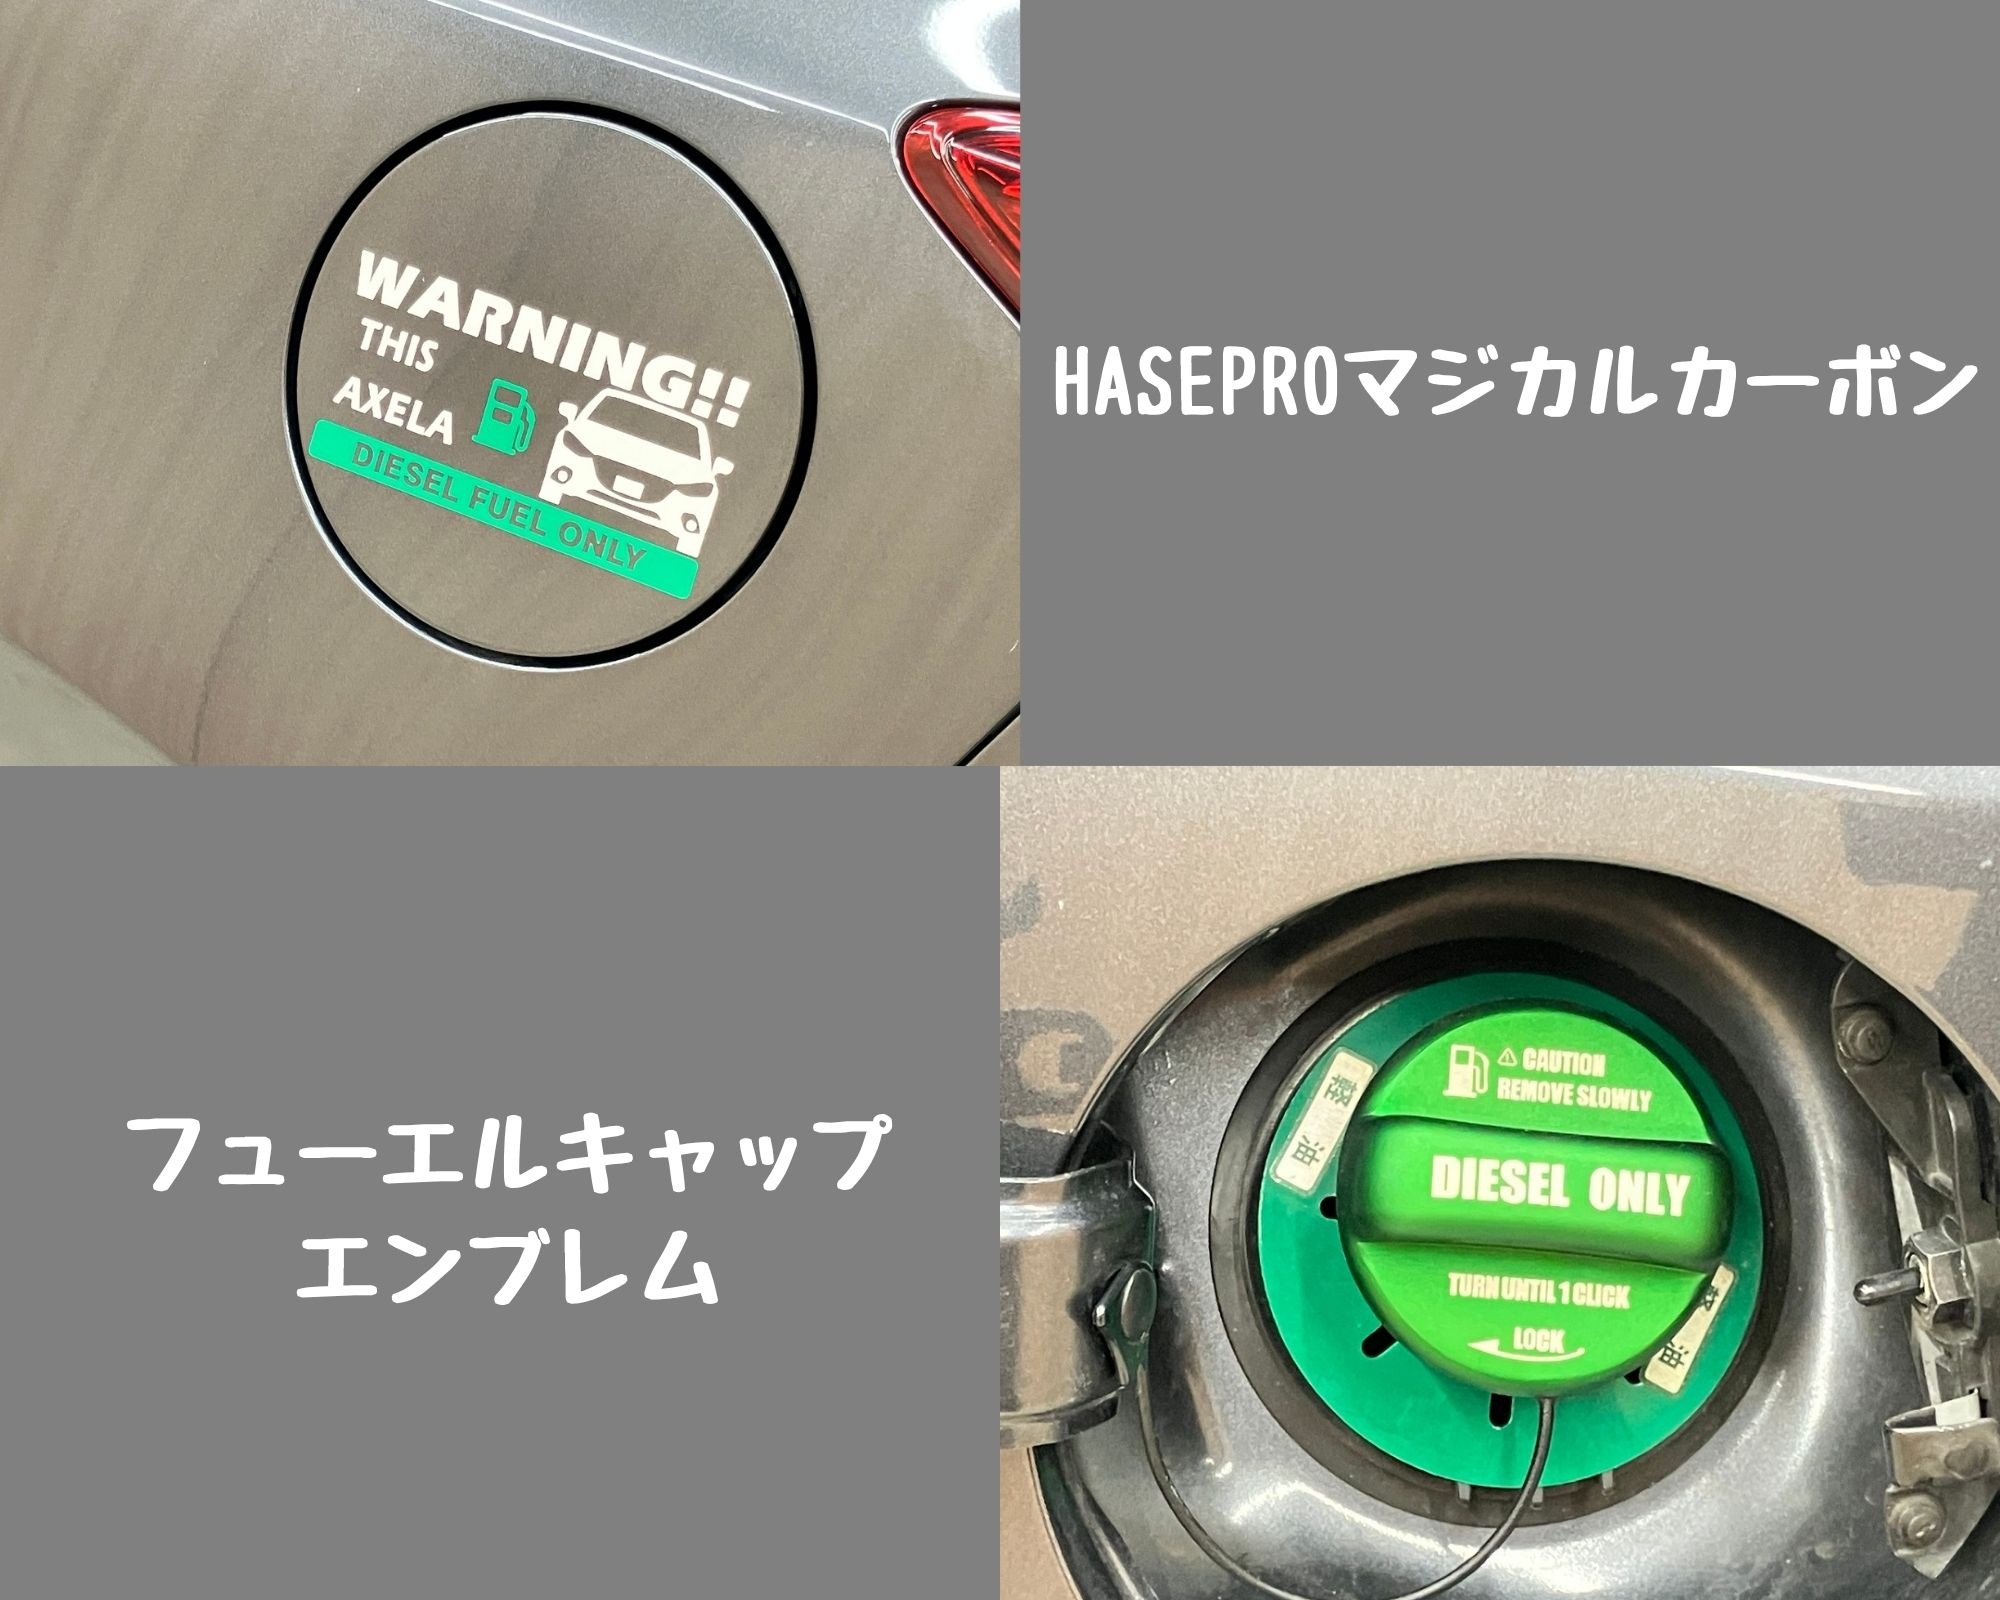 WARNING!!
THIS
AXELA
DIESEL FUEL ONLY
HASEPROマジカルカーボン
フューエルキャップ
エンブレム
CAUTION
REMOVE SLOWLY
DIESEL ONLY
TURN UNTIL 1 CLICK
LOCK